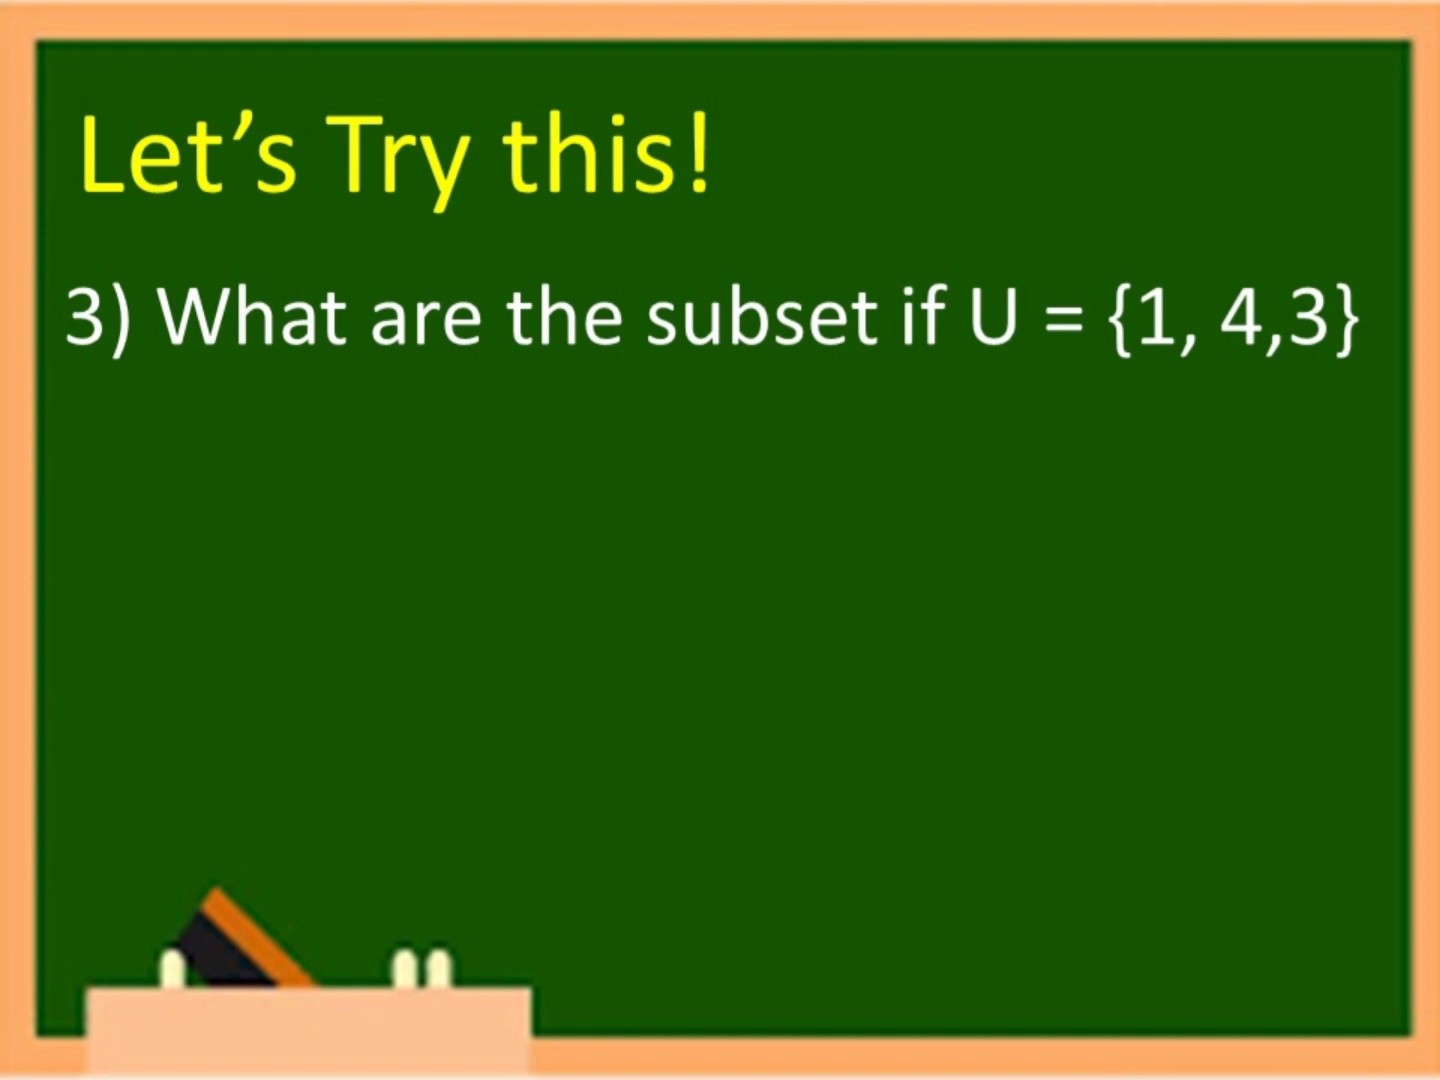 Let’s Try this!
3) What are the subset if U = {1, 4,3}